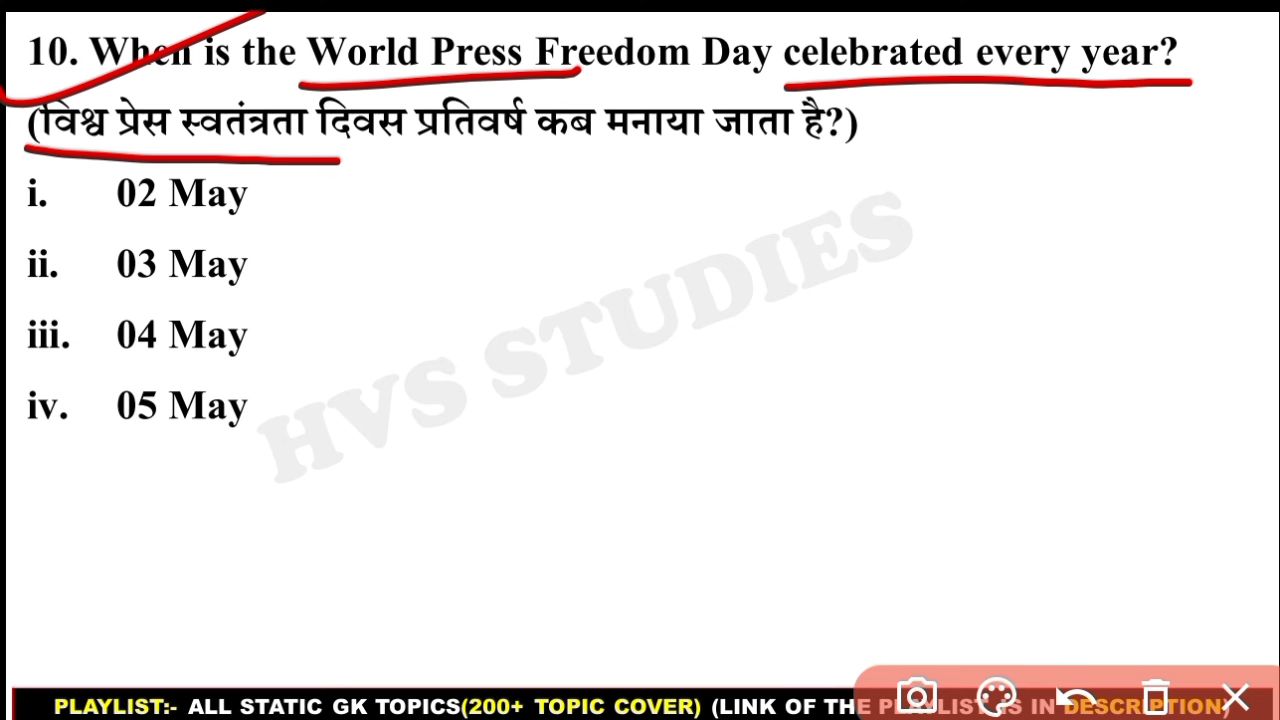 10. When is the World Press Freedom Day celebrated every year?
(विश्व प्रेस स्वतंत्रता दिवस प्रतिवर्ष कब मनाया जाता है?)
i. 02 May
ii. 03 May
iii. 04 May
iv. 05 May
HVS STUDIES
PLAYLIST:- ALL STATIC GK TOPICS(200+ TOPIC COVER) (LINK OF THE PLAYLIST IS IN DESCRIPTION)